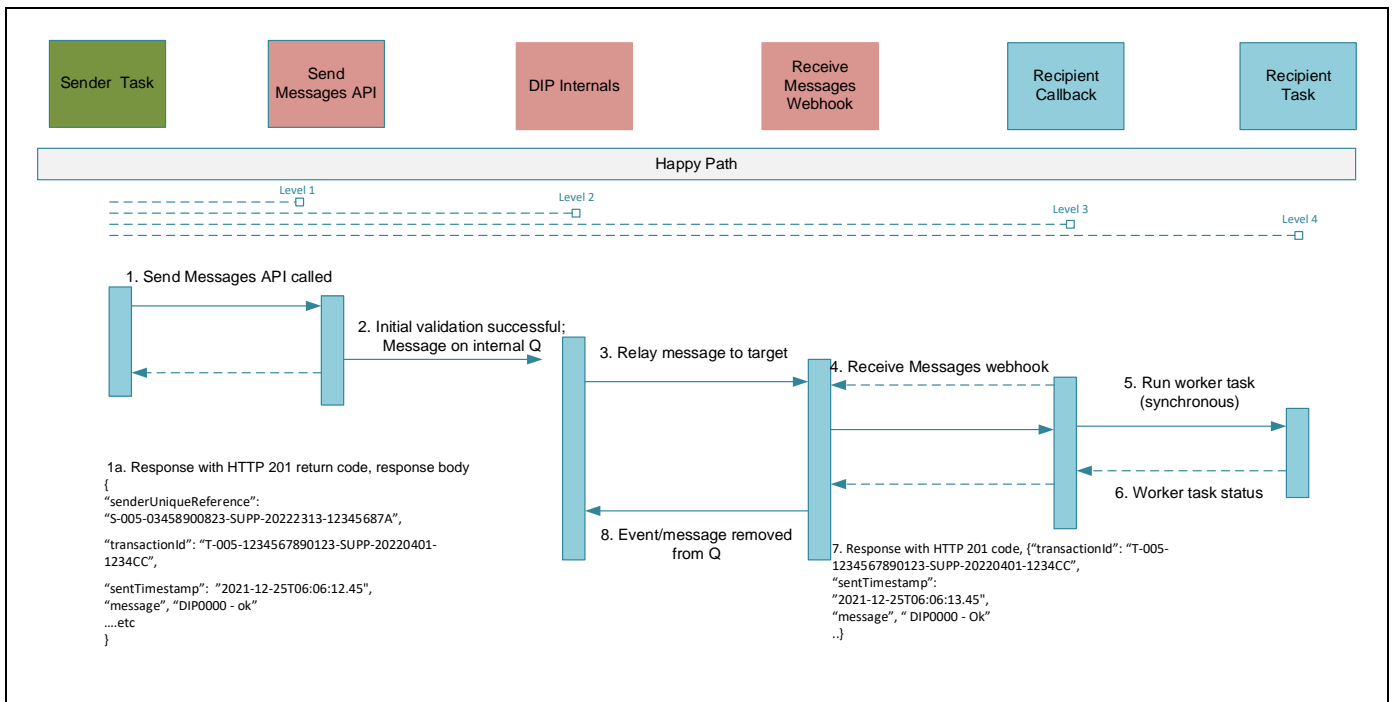 Sender Task
Send
Messages API
DIP Internals
Receive
Messages
Webhook
Recipient
Callback
Recipient
Task
Happy Path
Level 1
Level 2
Level 3
Level 4
1. Send Messages API called
2. Initial validation successful;
Message on internal Q
3. Relay message to target
4. Receive Messages webhook
5. Run worker task
(synchronous)
6. Worker task status
1a. Response with HTTP 201 return code, response body
{
“senderUniqueReference”:
“S-005-03458900823-SUPP-20222313-12345687A”,
“transactionId”: “T-005-1234567890123-SUPP-20220401-
1234CC”,
“sentTimestamp”: ”2021-12-25T06:06:12.45",
“message”, “DIP0000 - ok”
....etc
}
8. Event/message removed
from Q
7. Response with HTTP 201 code, {“transactionId”: “T-005-
1234567890123-SUPP-20220401-1234CC”,
“sentTimestamp”:
”2021-12-25T06:06:13.45",
“message”, “ DIP0000 - Ok”
..}